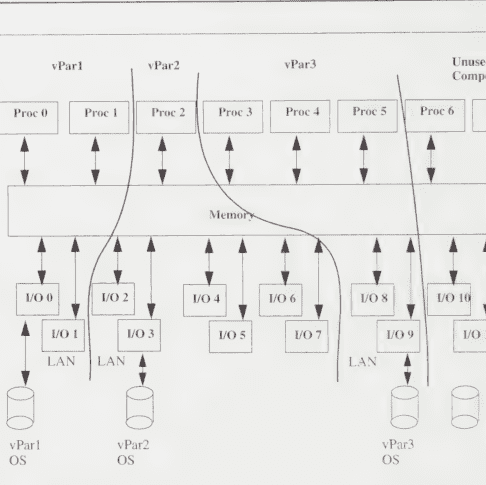 vPar1 vPar2 vPar3 Unuse
Compo
Proc 0 Proc 1 Proc 2 Proc 3 Proc 4 Proc 5 Proc 6
Memory
I/O 0 I/O 2 I/O 4 I/O 6 I/O 8 I/O 10
I/O 1 I/O 3 I/O 5 I/O 7 I/O 9 I/O
LAN LAN LAN
vPar1 vPar2 vPar3
OS OS OS